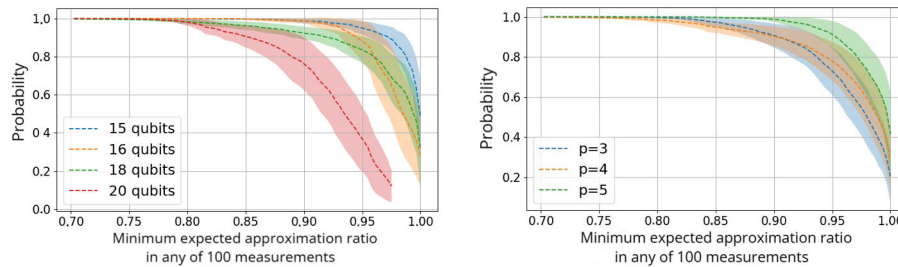 Probability
1.0
0.8
0.6
0.4
0.2
0.0
15 qubits
16 qubits
18 qubits
20 qubits
0.70
0.75
0.80
0.85
0.90
0.95
1.00
Minimum expected approximation ratio
in any of 100 measurements
Probability
1.0
0.8
0.6
0.4
0.2
p=3
p=4
p=5
0.70
0.75
0.80
0.85
0.90
0.95
1.00
Minimum expected approximation ratio
in any of 100 measurements